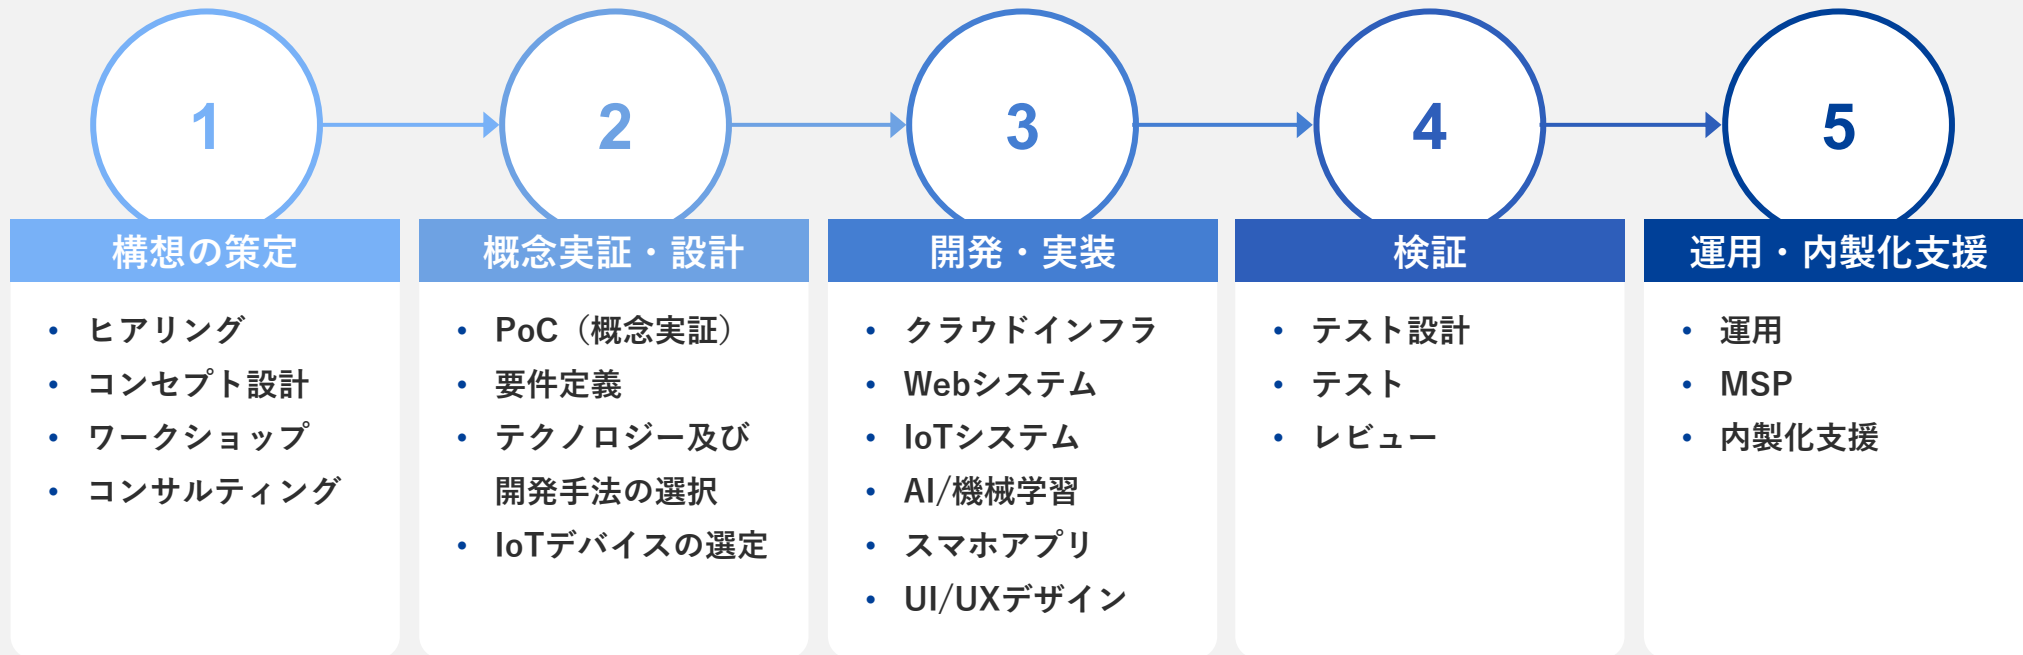 1
構想の策定
• ヒアリング
• コンセプト設計
• ワークショップ
• コンサルティング
2
概念実証・設計
• PoC（概念実証）
• 要件定義
• テクノロジー及び
開発手法の選択
• IoTデバイスの選定
3
開発・実装
• クラウドインフラ
• Webシステム
• IoTシステム
• AI/機械学習
• スマホアプリ
• UI/UXデザイン
4
検証
• テスト設計
• テスト
• レビュー
5
運用・内製化支援
• 運用
• MSP
• 内製化支援